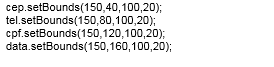 cep.setBounds(150,40,100,20);
tel.setBounds(150,80,100,20);
cpf.setBounds(150,120,100,20);
data.setBounds(150,160,100,20);